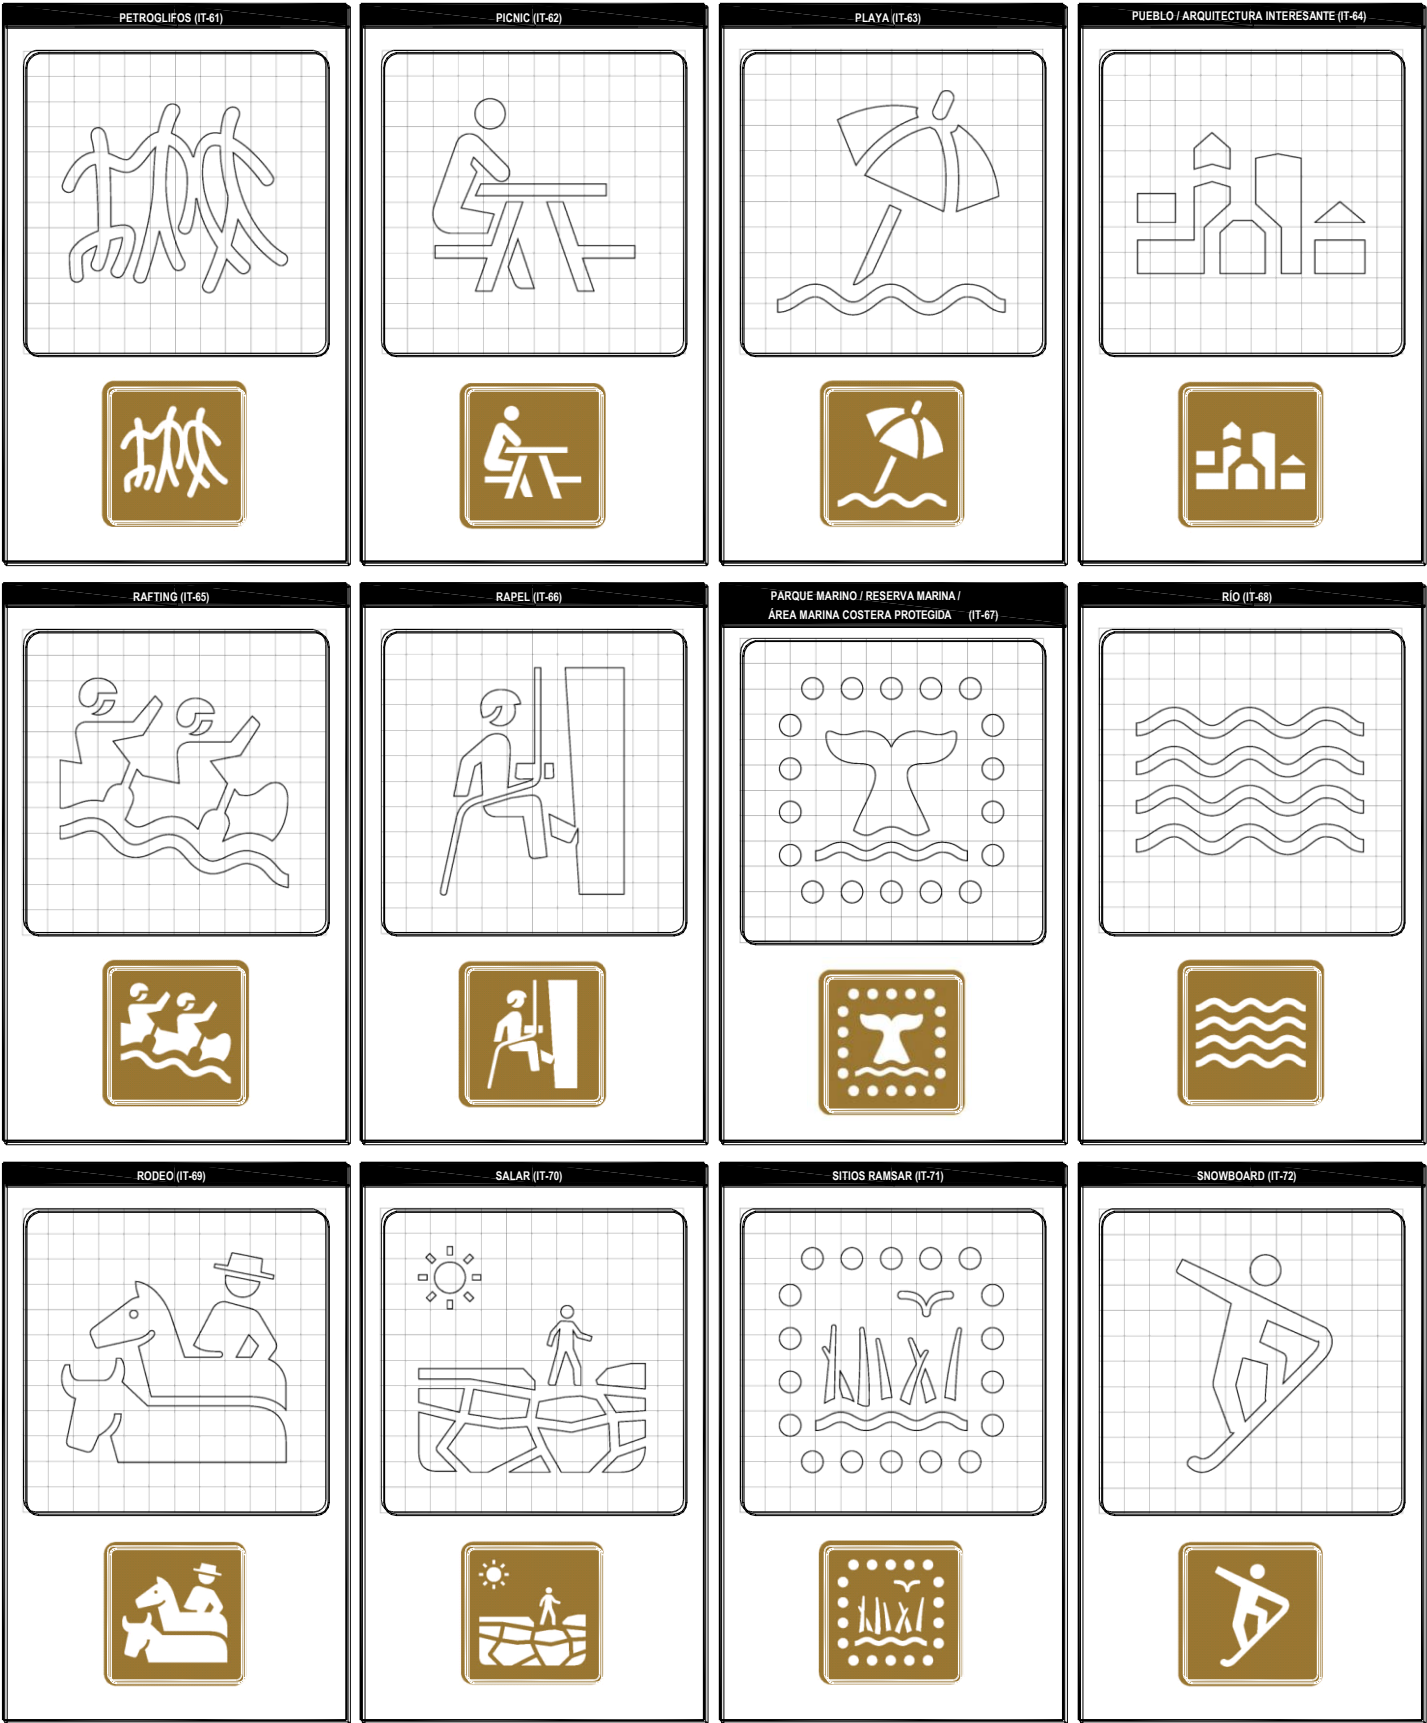 PETROGLIFOS (IT-61)
PICNIC (IT-62)
PLAYA (IT-63)
PUEBLO / ARQUITECTURA INTERESANTE (IT-64)
RAFTING (IT-65)
RAPEL (IT-66)
PARQUE MARINO / RESERVA MARINA /
ÁREA MARINA COSTERA PROTEGIDA (IT-67)
RÍO (IT-68)
RODEO (IT-69)
SALAR (IT-70)
SITIOS RAMSAR (IT-71)
SNOWBOARD (IT-72)